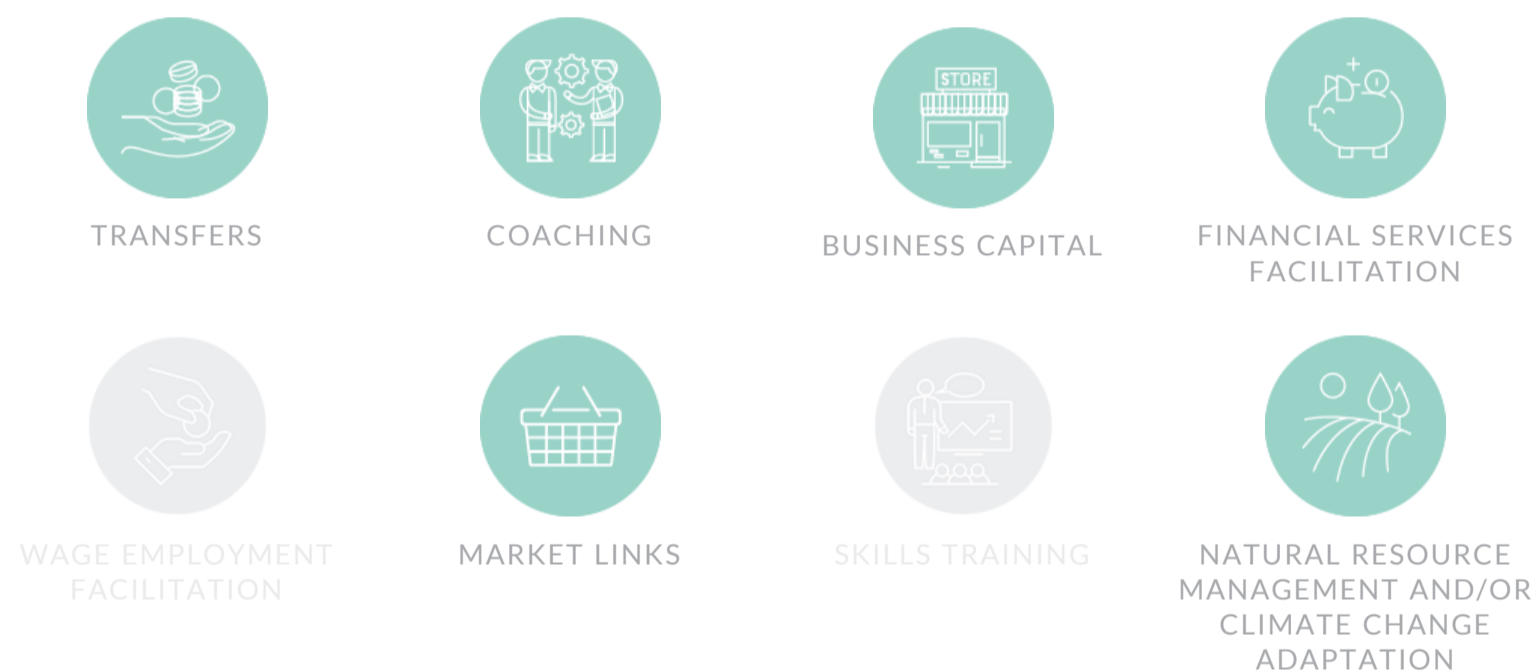 STORE
TRANSFERS
COACHING
BUSINESS CAPITAL
FINANCIAL SERVICES
FACILITATION
WAGE EMPLOYMENT
FACILITATION
MARKET LINKS
SKILLS TRAINING
NATURAL RESOURCE
MANAGEMENT AND/OR
CLIMATE CHANGE
ADAPTATION